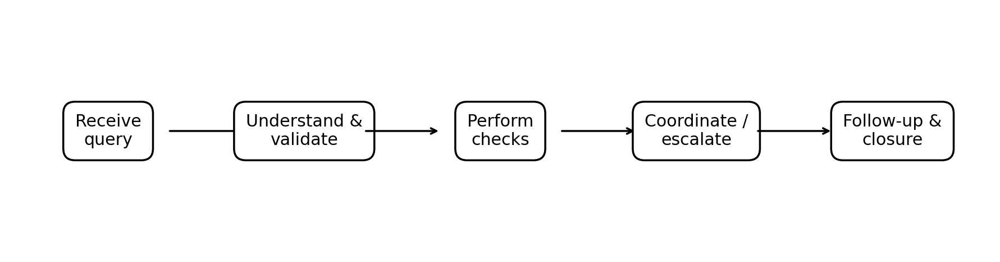 Receive
query
Understand &
validate
Perform
checks
Coordinate /
escalate
Follow-up &
closure